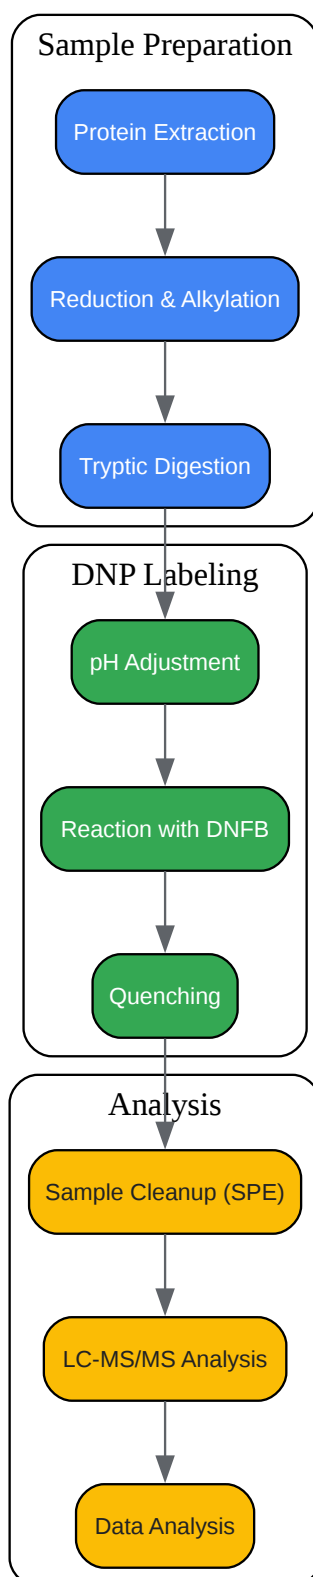 Sample Preparation
Protein Extraction
Reduction & Alkylation
Tryptic Digestion
DNP Labeling
pH Adjustment
Reaction with DNFB
Quenching
Analysis
Sample Cleanup (SPE)
LC-MS/MS Analysis
Data Analysis